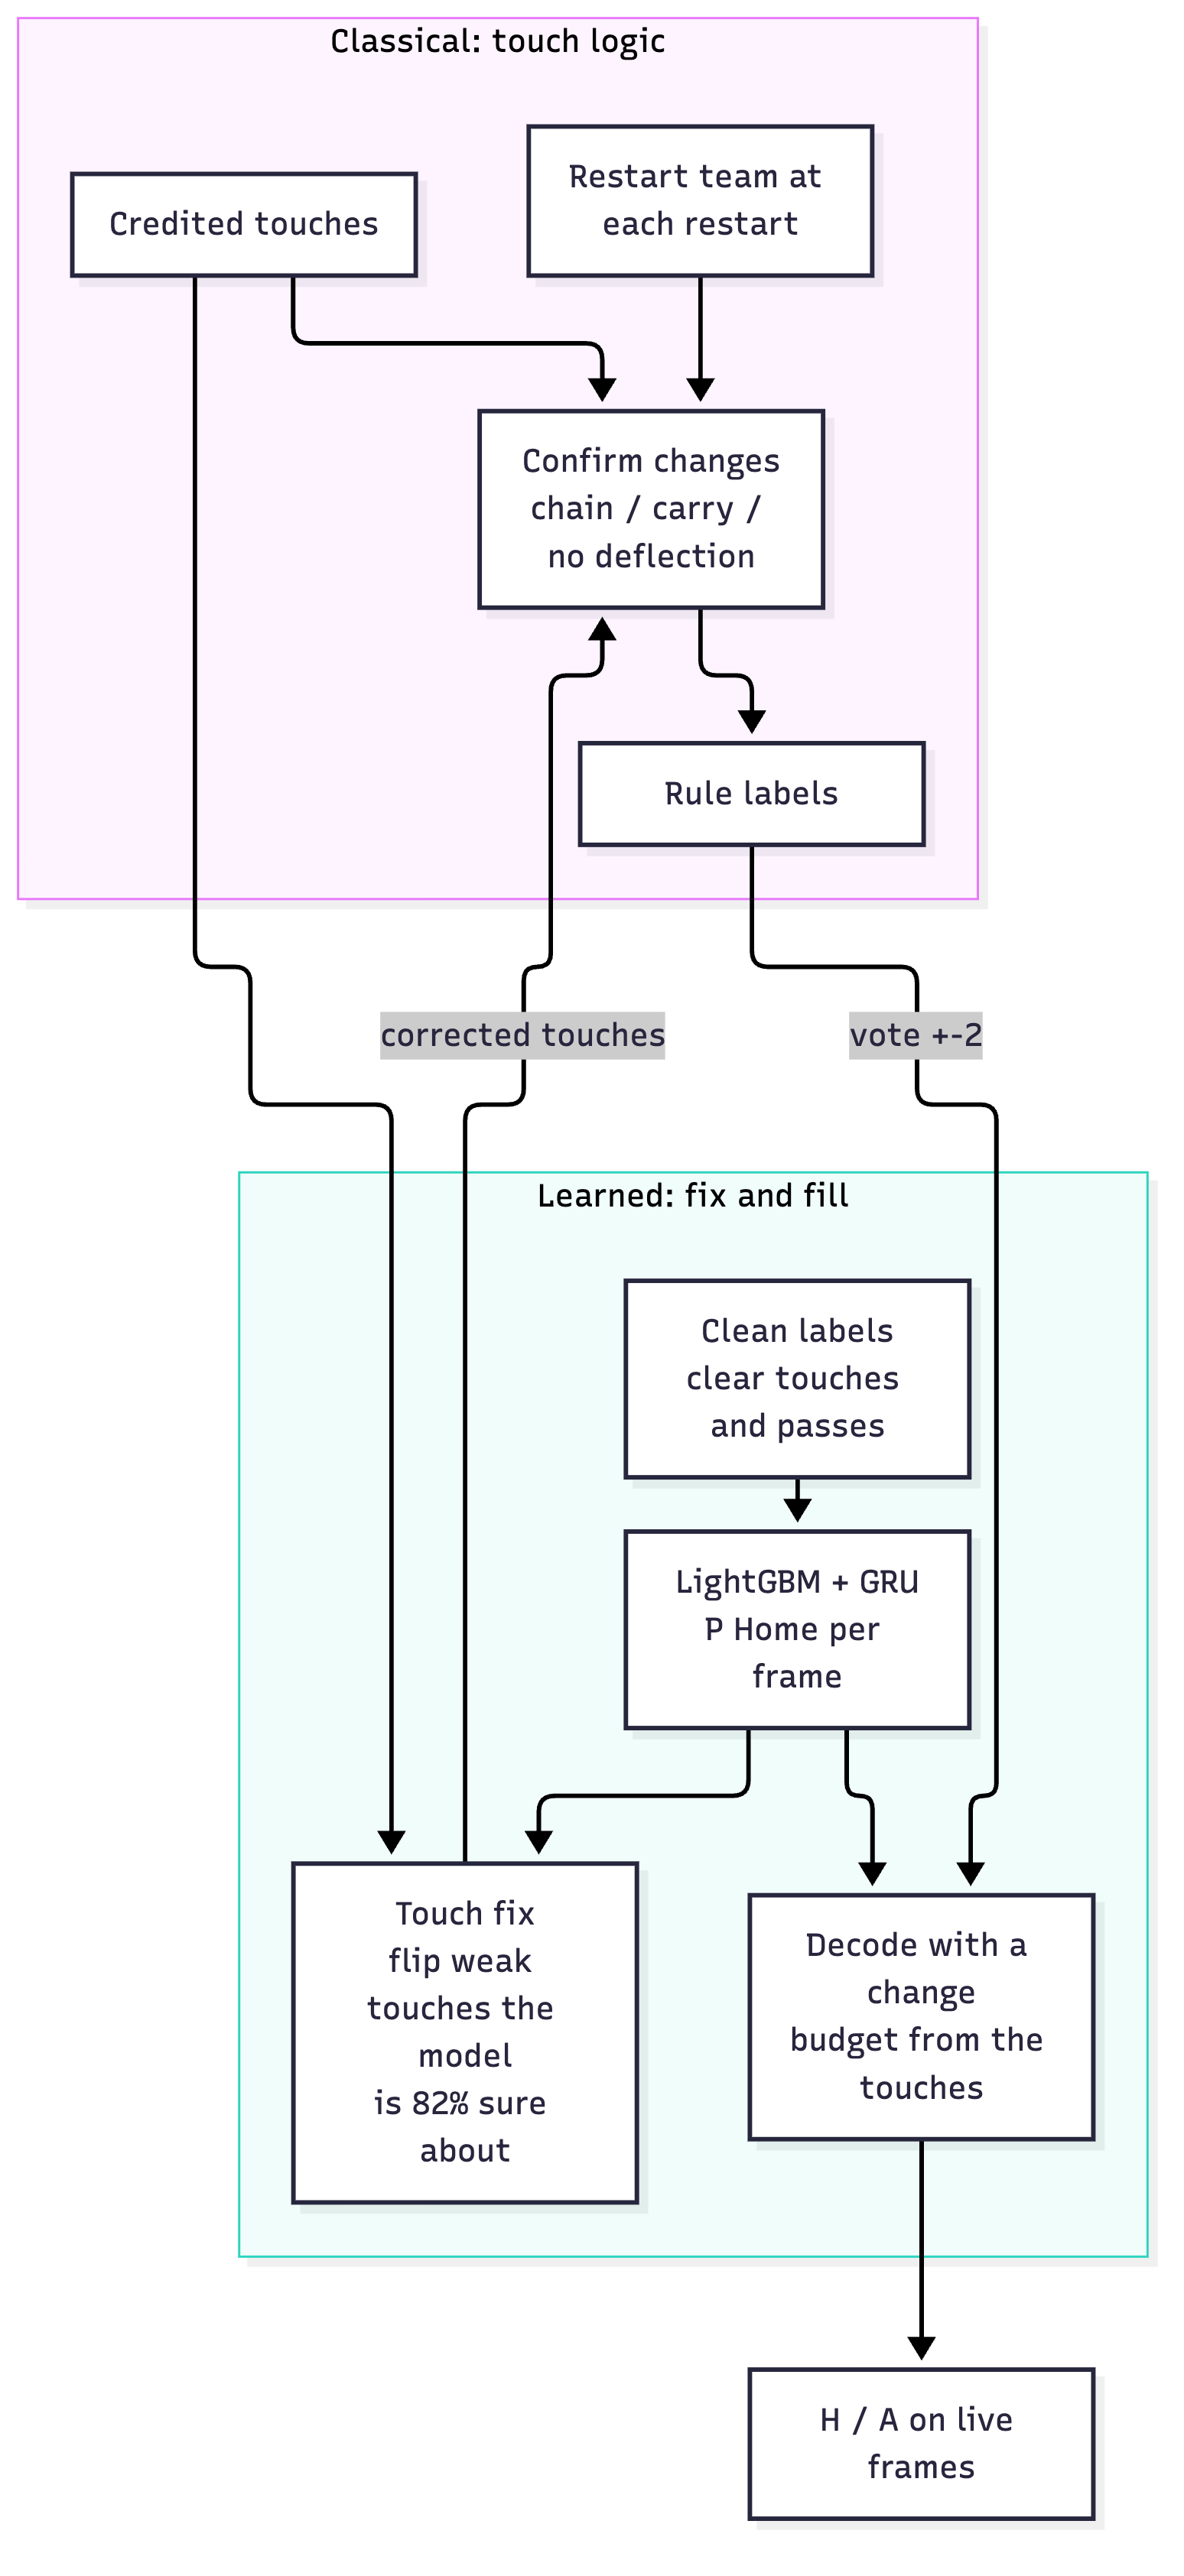 Classical: touch logic
Credited touches
Restart team at
each restart
Confirm changes
chain / carry /
no deflection
Rule labels
corrected touches
vote +-2
Learned: fix and fill
Clean labels
clear touches
and passes
LightGBM + GRU
P Home per
frame
Touch fix
flip weak
touches the
model
is 82% sure
about
Decode with a
change
budget from the
touches
H / A on live
frames